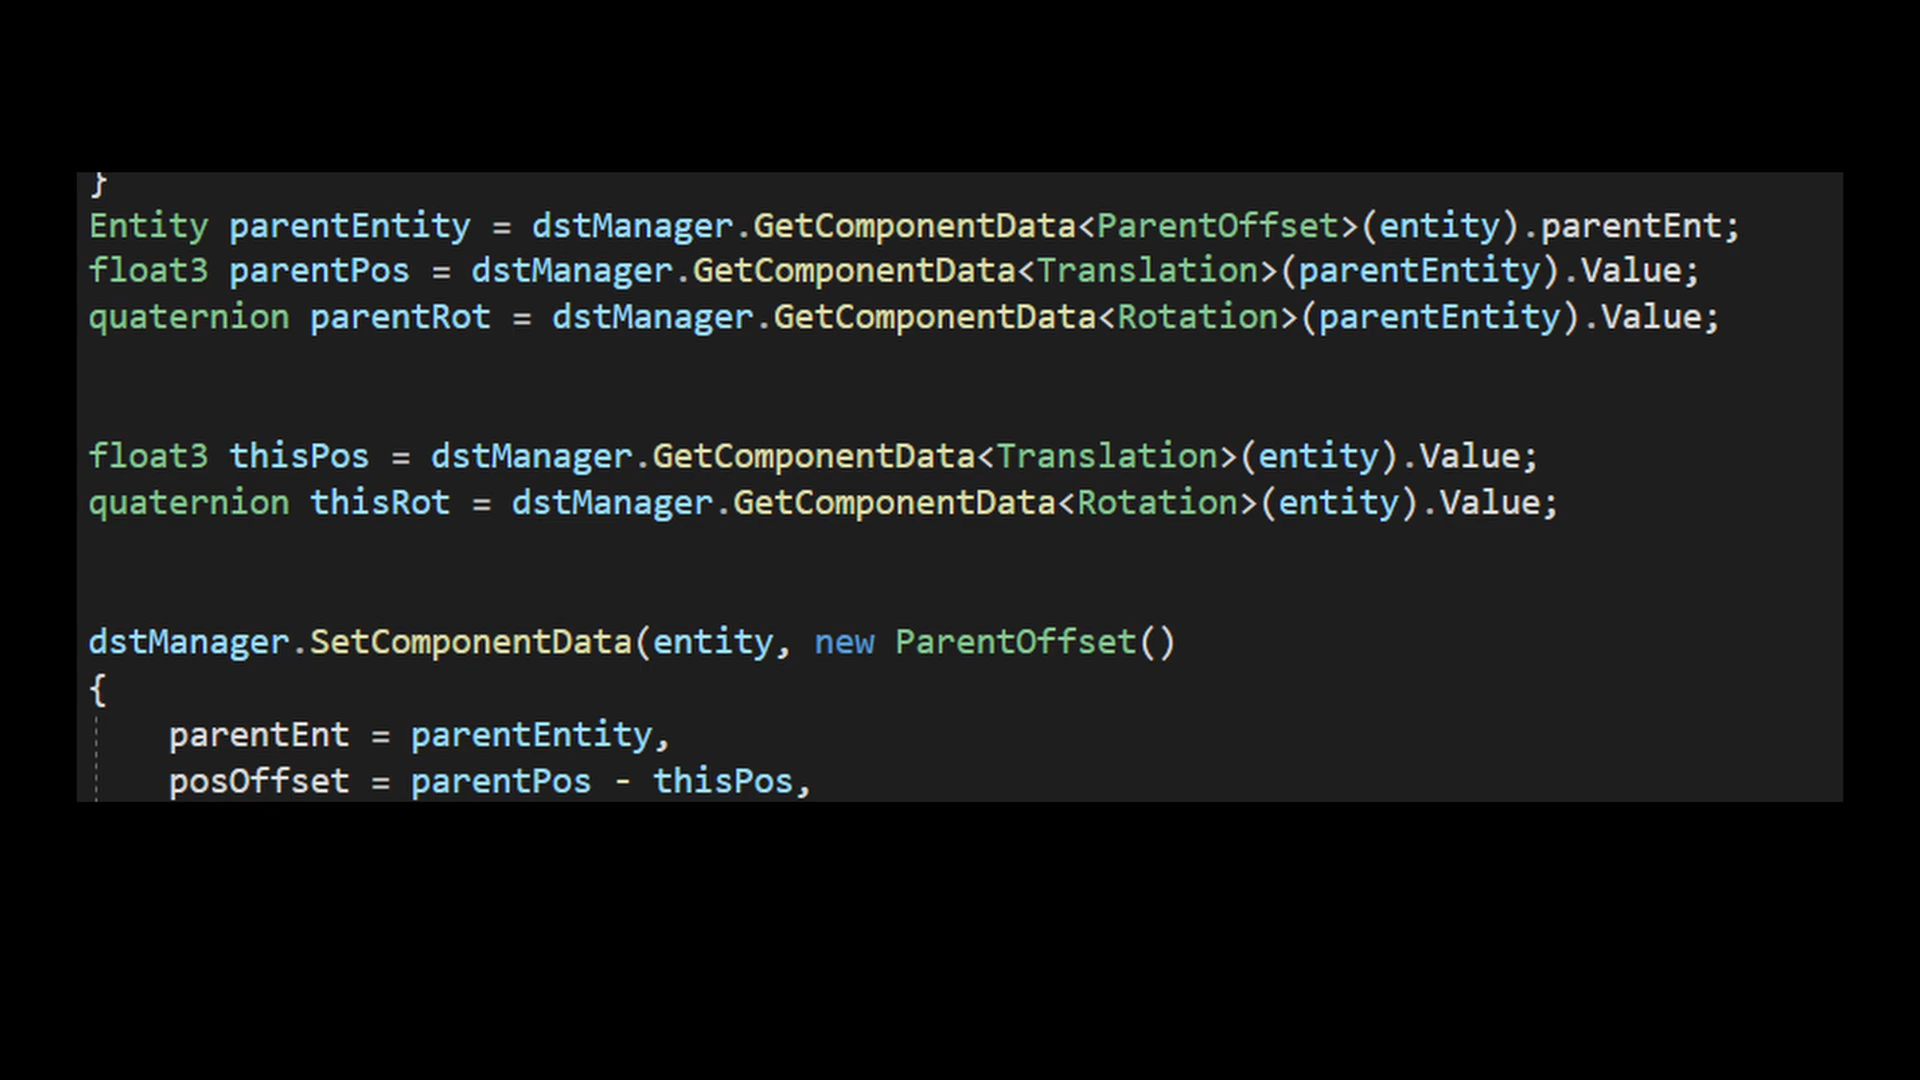 }
Entity parentEntity = dstManager.GetComponentData<ParentOffset>(entity).parentEnt;
float3 parentPos = dstManager.GetComponentData<Translation>(parentEntity).Value;
quaternion parentRot = dstManager.GetComponentData<Rotation>(parentEntity).Value;
float3 thisPos = dstManager.GetComponentData<Translation>(entity).Value;
quaternion thisRot = dstManager.GetComponentData<Rotation>(entity).Value;
dstManager.SetComponentData(entity, new ParentOffset()
{
parentEnt = parentEntity,
posOffset = parentPos - thisPos,